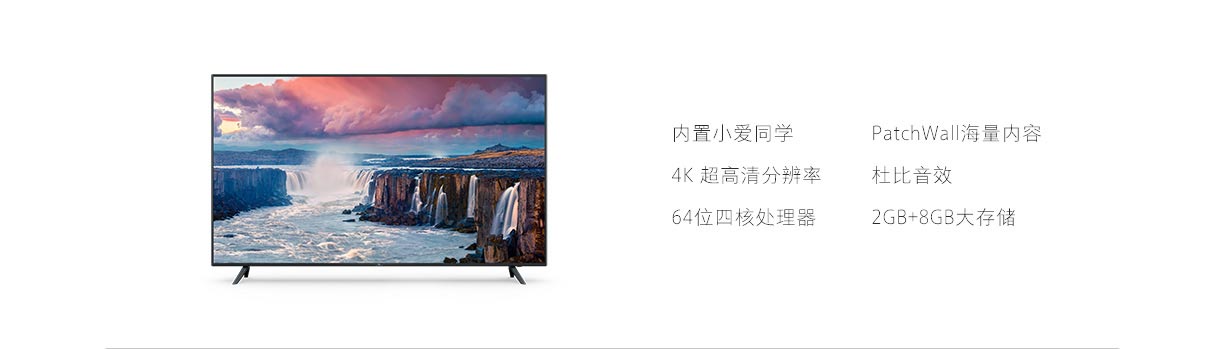 内置小爱同学
PatchWall海量内容
4K 超高清分辨率
杜比音效
64位四核处理器
2GB+8GB大存储